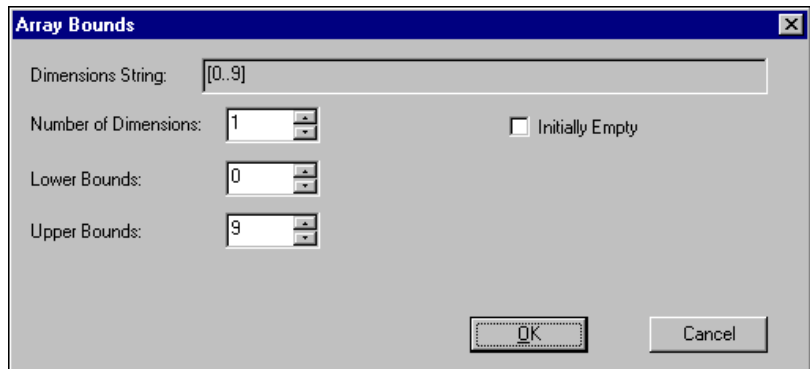 Array Bounds
Dimensions String: [0..9]
Number of Dimensions: 1 Initially Empty
Lower Bounds: 0
Upper Bounds: 9
OK Cancel